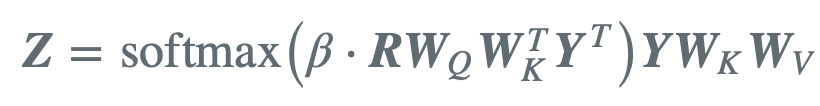 Z = softmax(β · RW_Q W_K^T Y^T) YW_K W_V